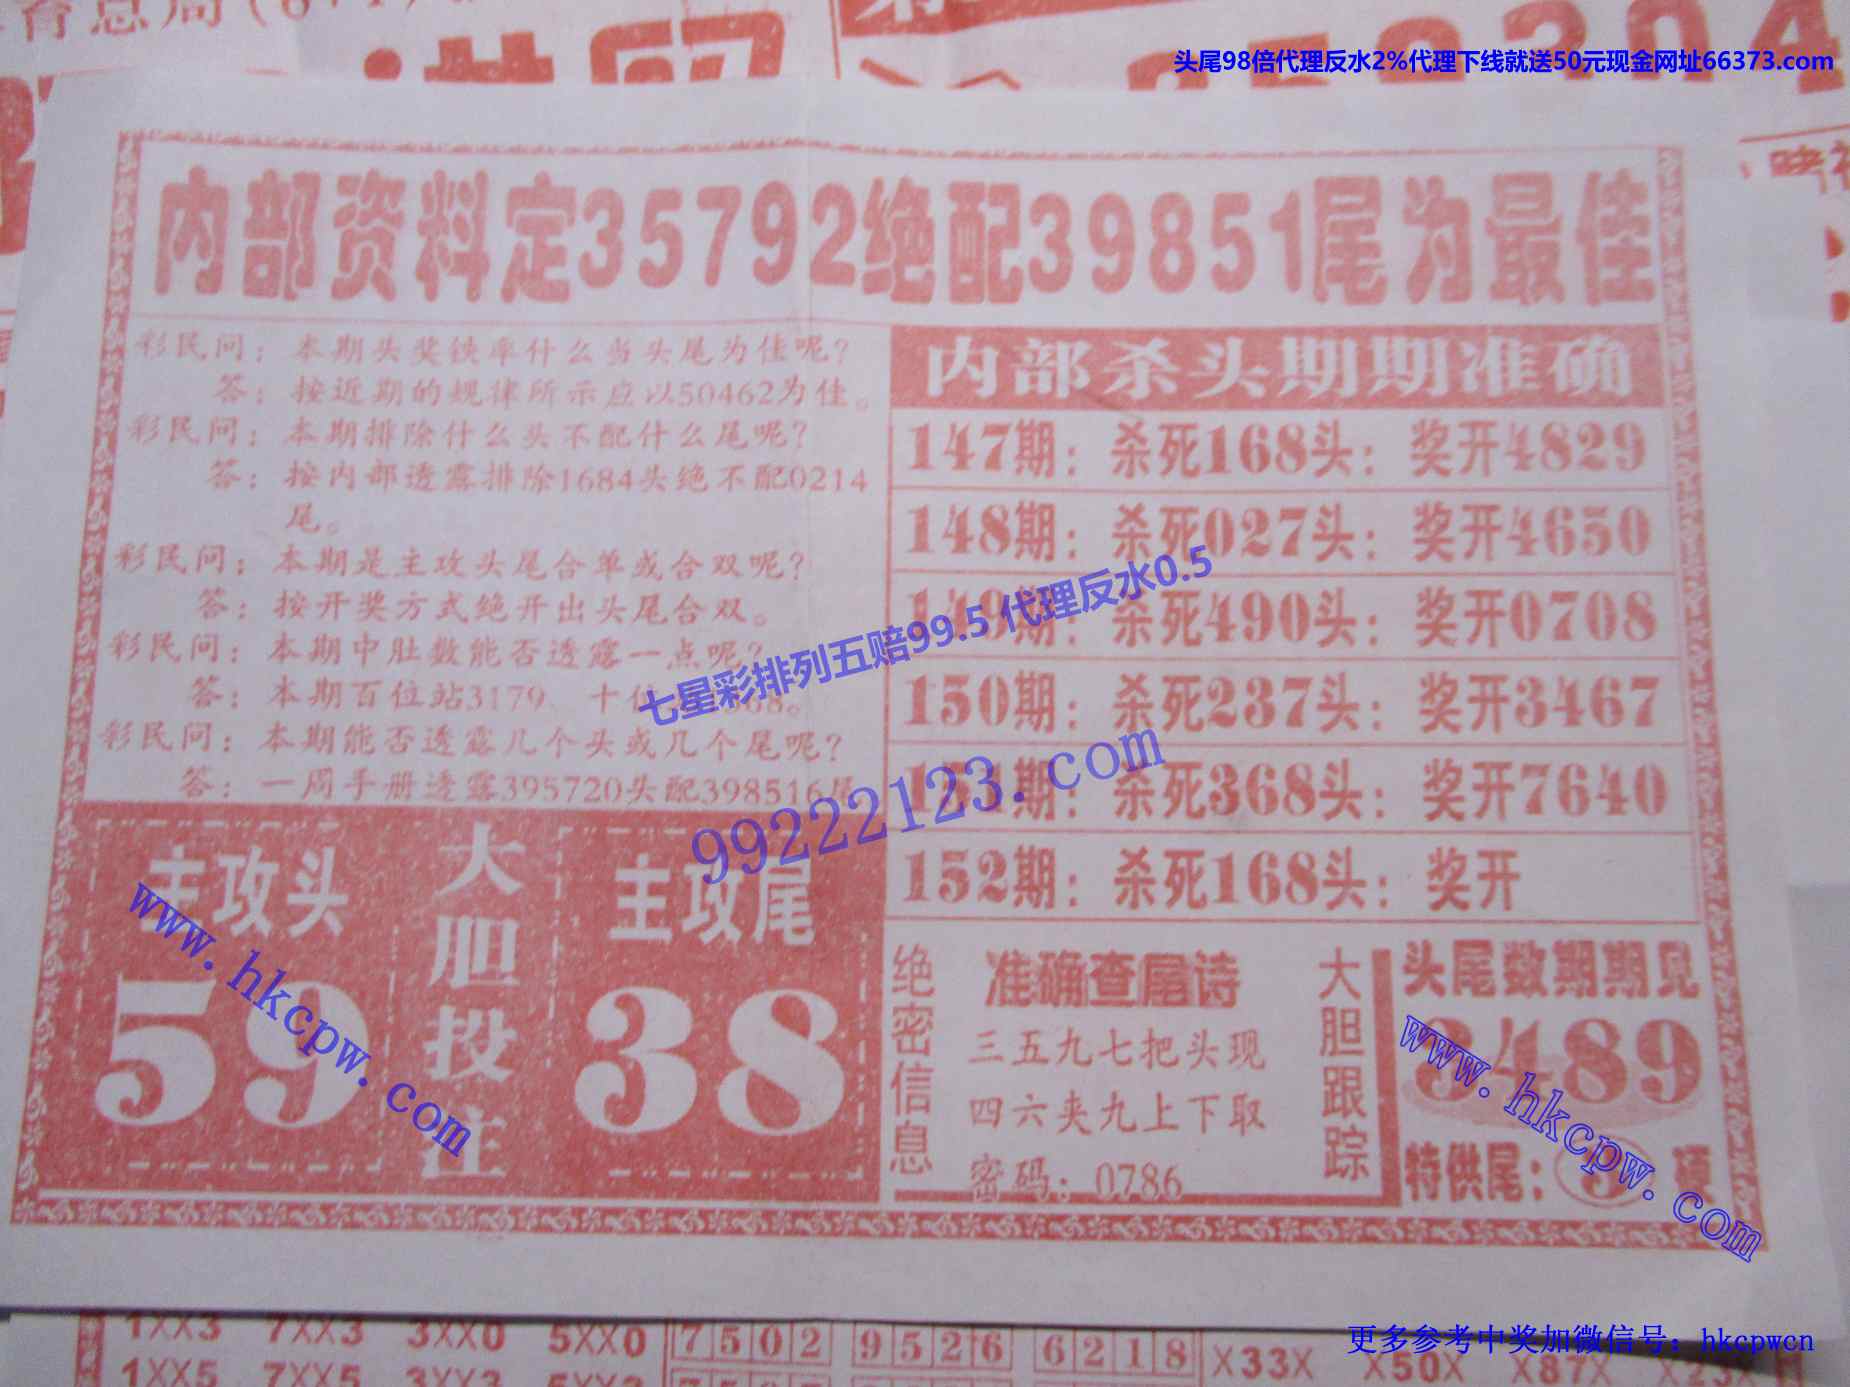 头尾98倍代理反水2%代理下线就送50元现金网址66373.com
内部资料定35792绝配39851尾为最佳
彩民问：本期头奖铁率什么当头尾为佳呢？
答：按近期的规律所示应以50462为佳。
彩民问：本期排除什么头不配什么尾呢？
答：按内部透露排除1684头绝不配0214
尾。
彩民问：本期是主攻头尾合单或合双呢？
答：按开奖方式绝开出头尾合双。
彩民问：本期中肚数能否透露一点呢？
答：本期百位站3179、十位
彩民问：本期能否透露几个头或几个尾呢？
答：一周手册透露395720头配398516尾
内部杀头期期准确
147期：杀死168头：奖开4829
148期：杀死027头：奖开4650
149期：杀死490头：奖开0708
150期：杀死237头：奖开3467
151期：杀死368头：奖开7640
152期：杀死168头：奖开
七星彩排列五赔99.5 代理反水0.5
99222123.com
主攻头
59
大胆投注
主攻尾
38
www.hkcpw.com
绝密信息
准确查尾诗
三五九七把头现
四六夹九上下取
密码：0786
大胆跟踪
头尾数期期见
3489
特供尾：
www.hkcpw.com
1XX3 7XX3 3XX0 5XX0 7502 9526 6218
1XX5 7XX5 X33X X50X X87X
更多参考中奖加微信号：hkcpwcn